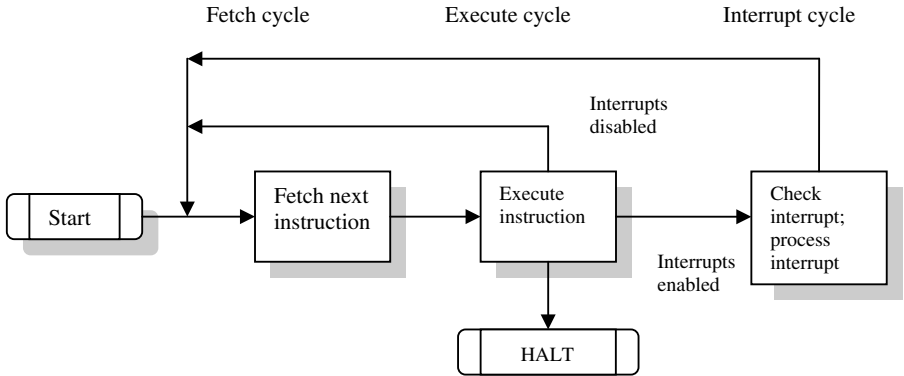 Fetch cycle
Execute cycle
Interrupt cycle
Interrupts
disabled
Start
Fetch next
instruction
Execute
instruction
Check
interrupt;
process
interrupt
Interrupts
enabled
HALT